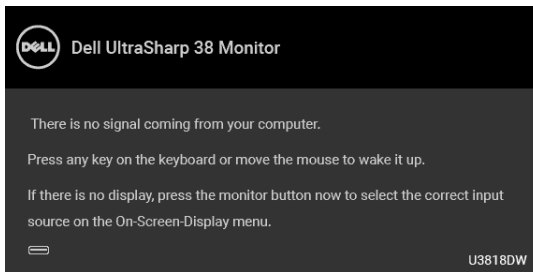 DELL Dell UltraSharp 38 Monitor
There is no signal coming from your computer.
Press any key on the keyboard or move the mouse to wake it up.
If there is no display, press the monitor button now to select the correct input
source on the On-Screen-Display menu.
U3818DW